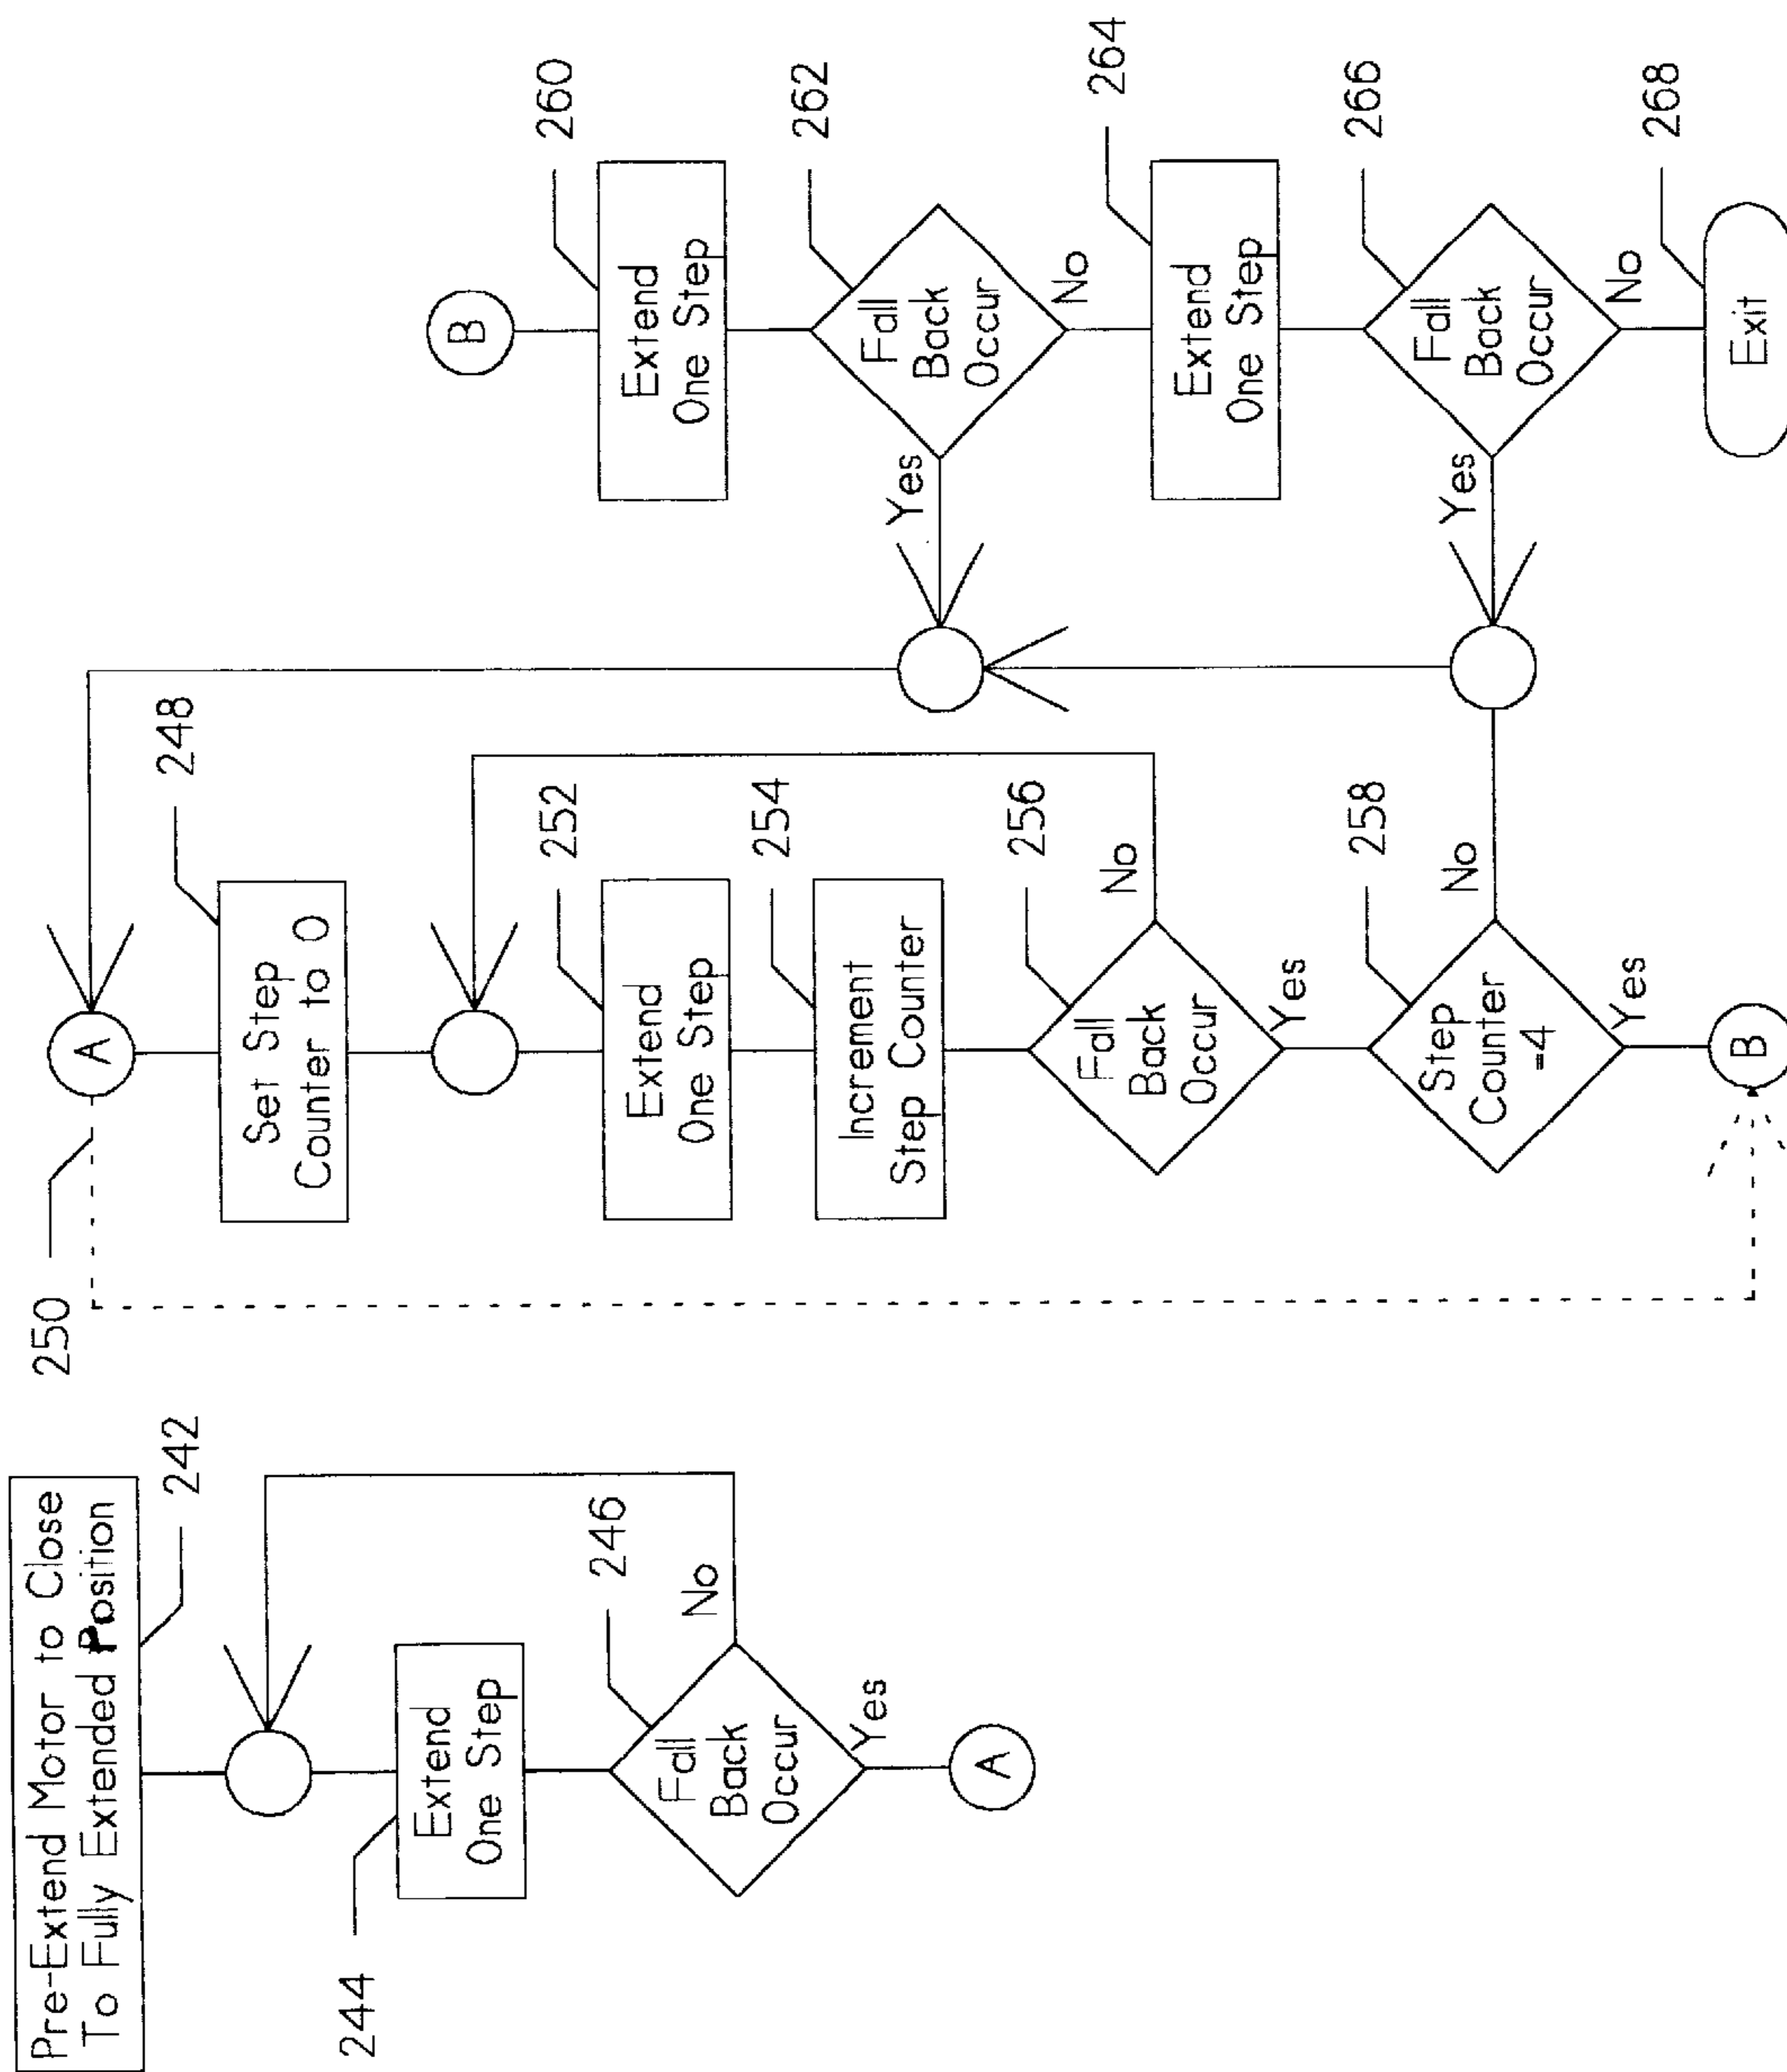 Pre-Extend Motor to Close
To Fully Extended Position
242
244
Extend
One Step
246
Fall
Back
Occur
No
Yes
A
250
A
248
Set Step
Counter to 0
252
Extend
One Step
254
Increment
Step Counter
256
Fall
Back
Occur
No
Yes
258
Step
Counter
=4
No
Yes
B
B
260
Extend
One Step
262
Fall
Back
Occur
Yes
No
264
Extend
One Step
266
Fall
Back
Occur
Yes
No
268
Exit